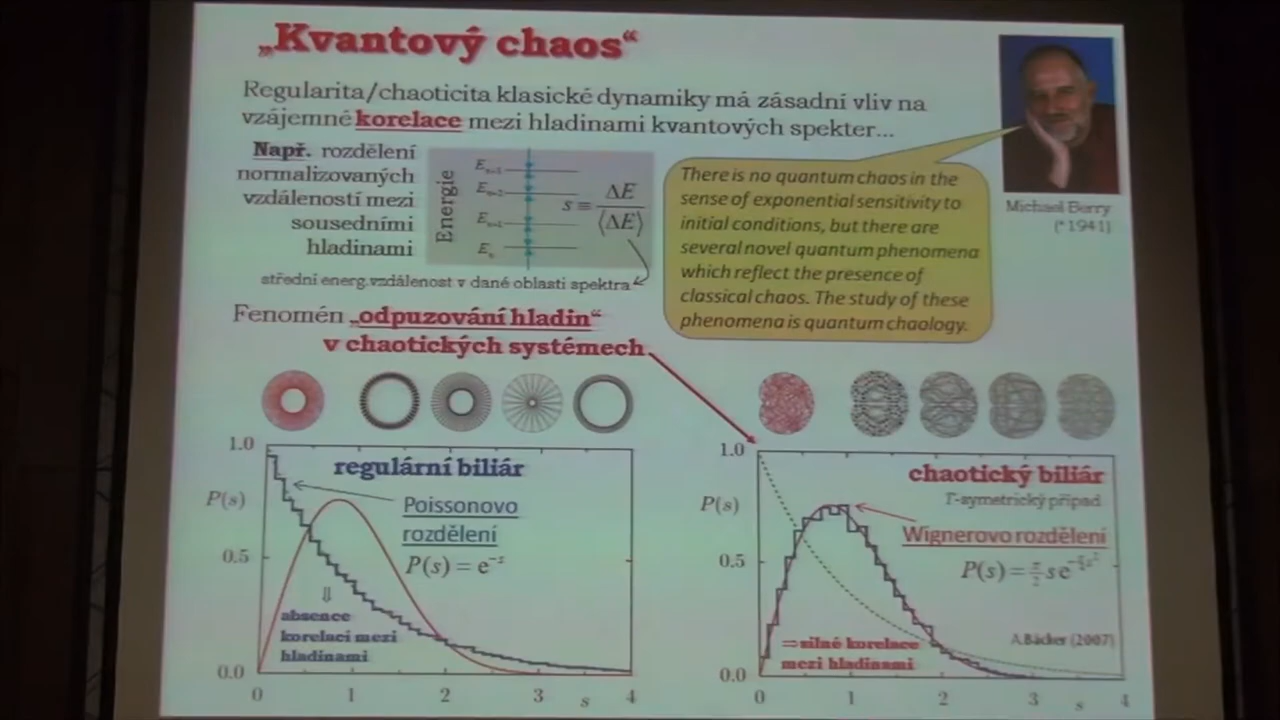 „Kvantový chaos“
Regularita/chaoticita klasické dynamiky má zásadní vliv na
vzájemné korelace mezi hladinami kvantových spekter...
Např. rozdělení
normalizovaných
vzdáleností mezi
sousedními
hladinami
Energie
s ≡ ΔE / ⟨ΔE⟩
střední energ.vzdálenost v dané oblasti spektra
There is no quantum chaos in the
sense of exponential sensitivity to
initial conditions, but there are
several novel quantum phenomena
which reflect the presence of
classical chaos. The study of these
phenomena is quantum chaology.
Michael Berry
(*1941)
Fenomén „odpuzování hladin“
v chaotických systémech
regulární biliár
Poissonovo
rozdělení
P(s) = e⁻ˢ
⇓
absence
korelací mezi
hladinami
P(s)
1.0
0.5
0.0
0 1 2 3 s 4
chaotický biliár
T-symetrický případ
Wignerovo rozdělení
P(s) = π/2 s e^(-π/4 s²)
A.Bäcker (2007)
⇒silné korelace
mezi hladinami
P(s)
1.0
0.5
0.0
0 1 2 3 s 4